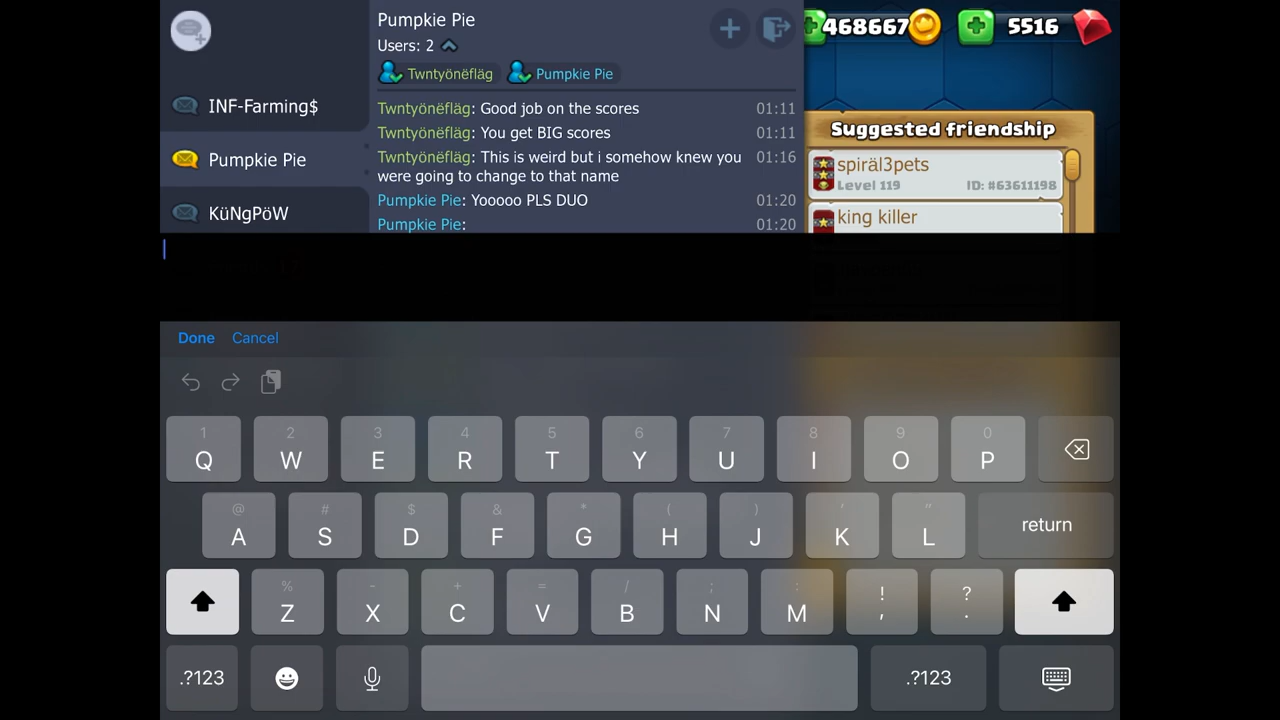 Pumpkie Pie
Users: 2
Twntyönëfläg Pumpkie Pie
INF-Farming$
Pumpkie Pie
KüNgPöW
Twntyönëfläg: Good job on the scores 01:11
Twntyönëfläg: You get BIG scores 01:11
Twntyönëfläg: This is weird but i somehow knew you 01:16
were going to change to that name
Pumpkie Pie: Yooooo PLS DUO 01:20
Pumpkie Pie: 01:20
468667 5516
Suggested friendship
spiräl3pets
Level 119 ID: #63611198
king killer
Done Cancel
1 2 3 4 5 6 7 8 9 0
Q W E R T Y U I O P
@ # $ & * ( ) ' "
A S D F G H J K L return
% - + = / ; : ! ?
Z X C V B N M , .
.?123 .?123